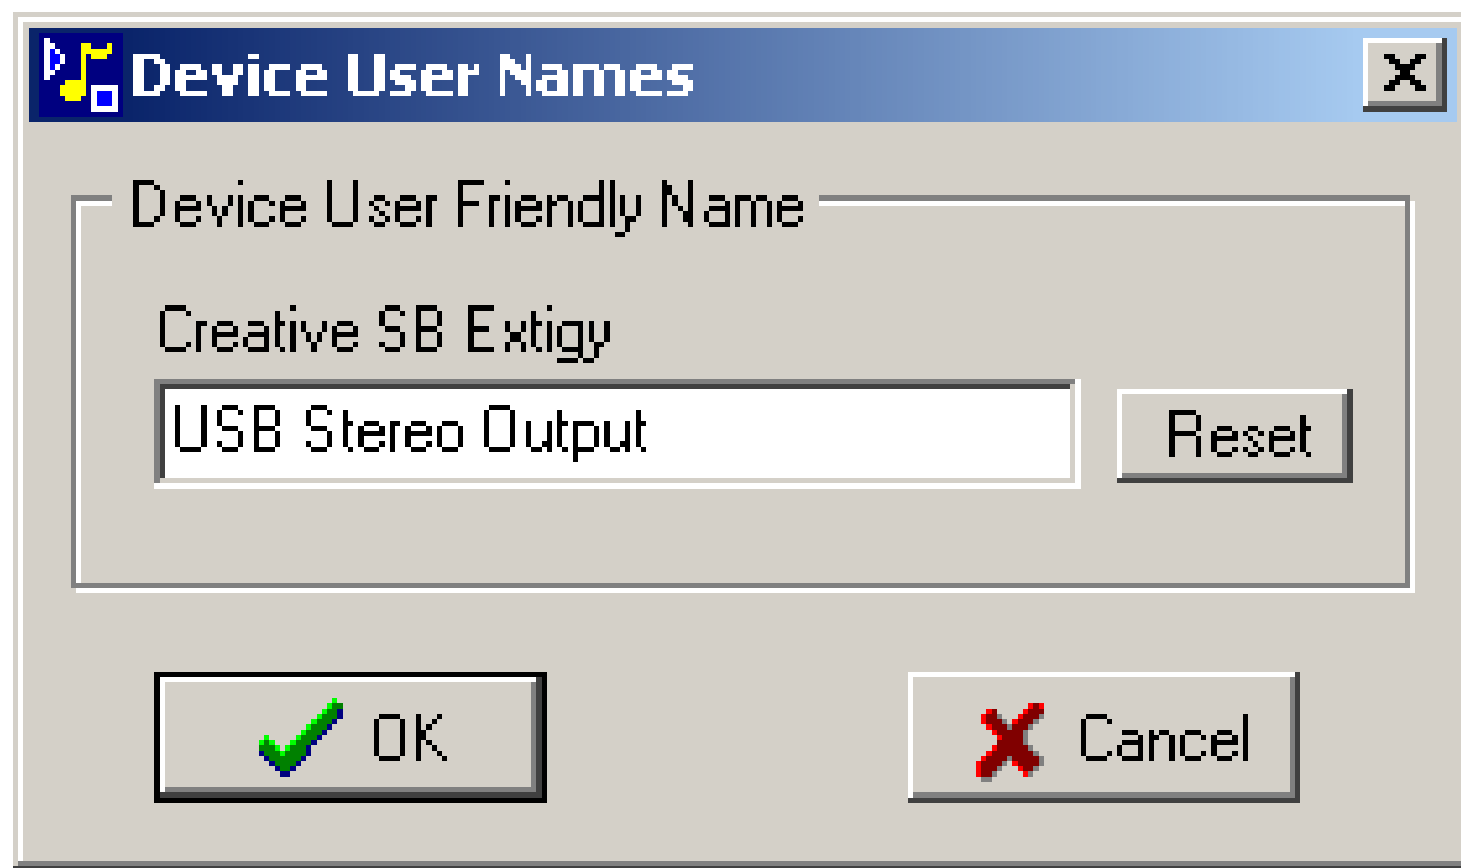 Device User Names
Device User Friendly Name
Creative SB Extigy
USB Stereo Output
Reset
OK
Cancel